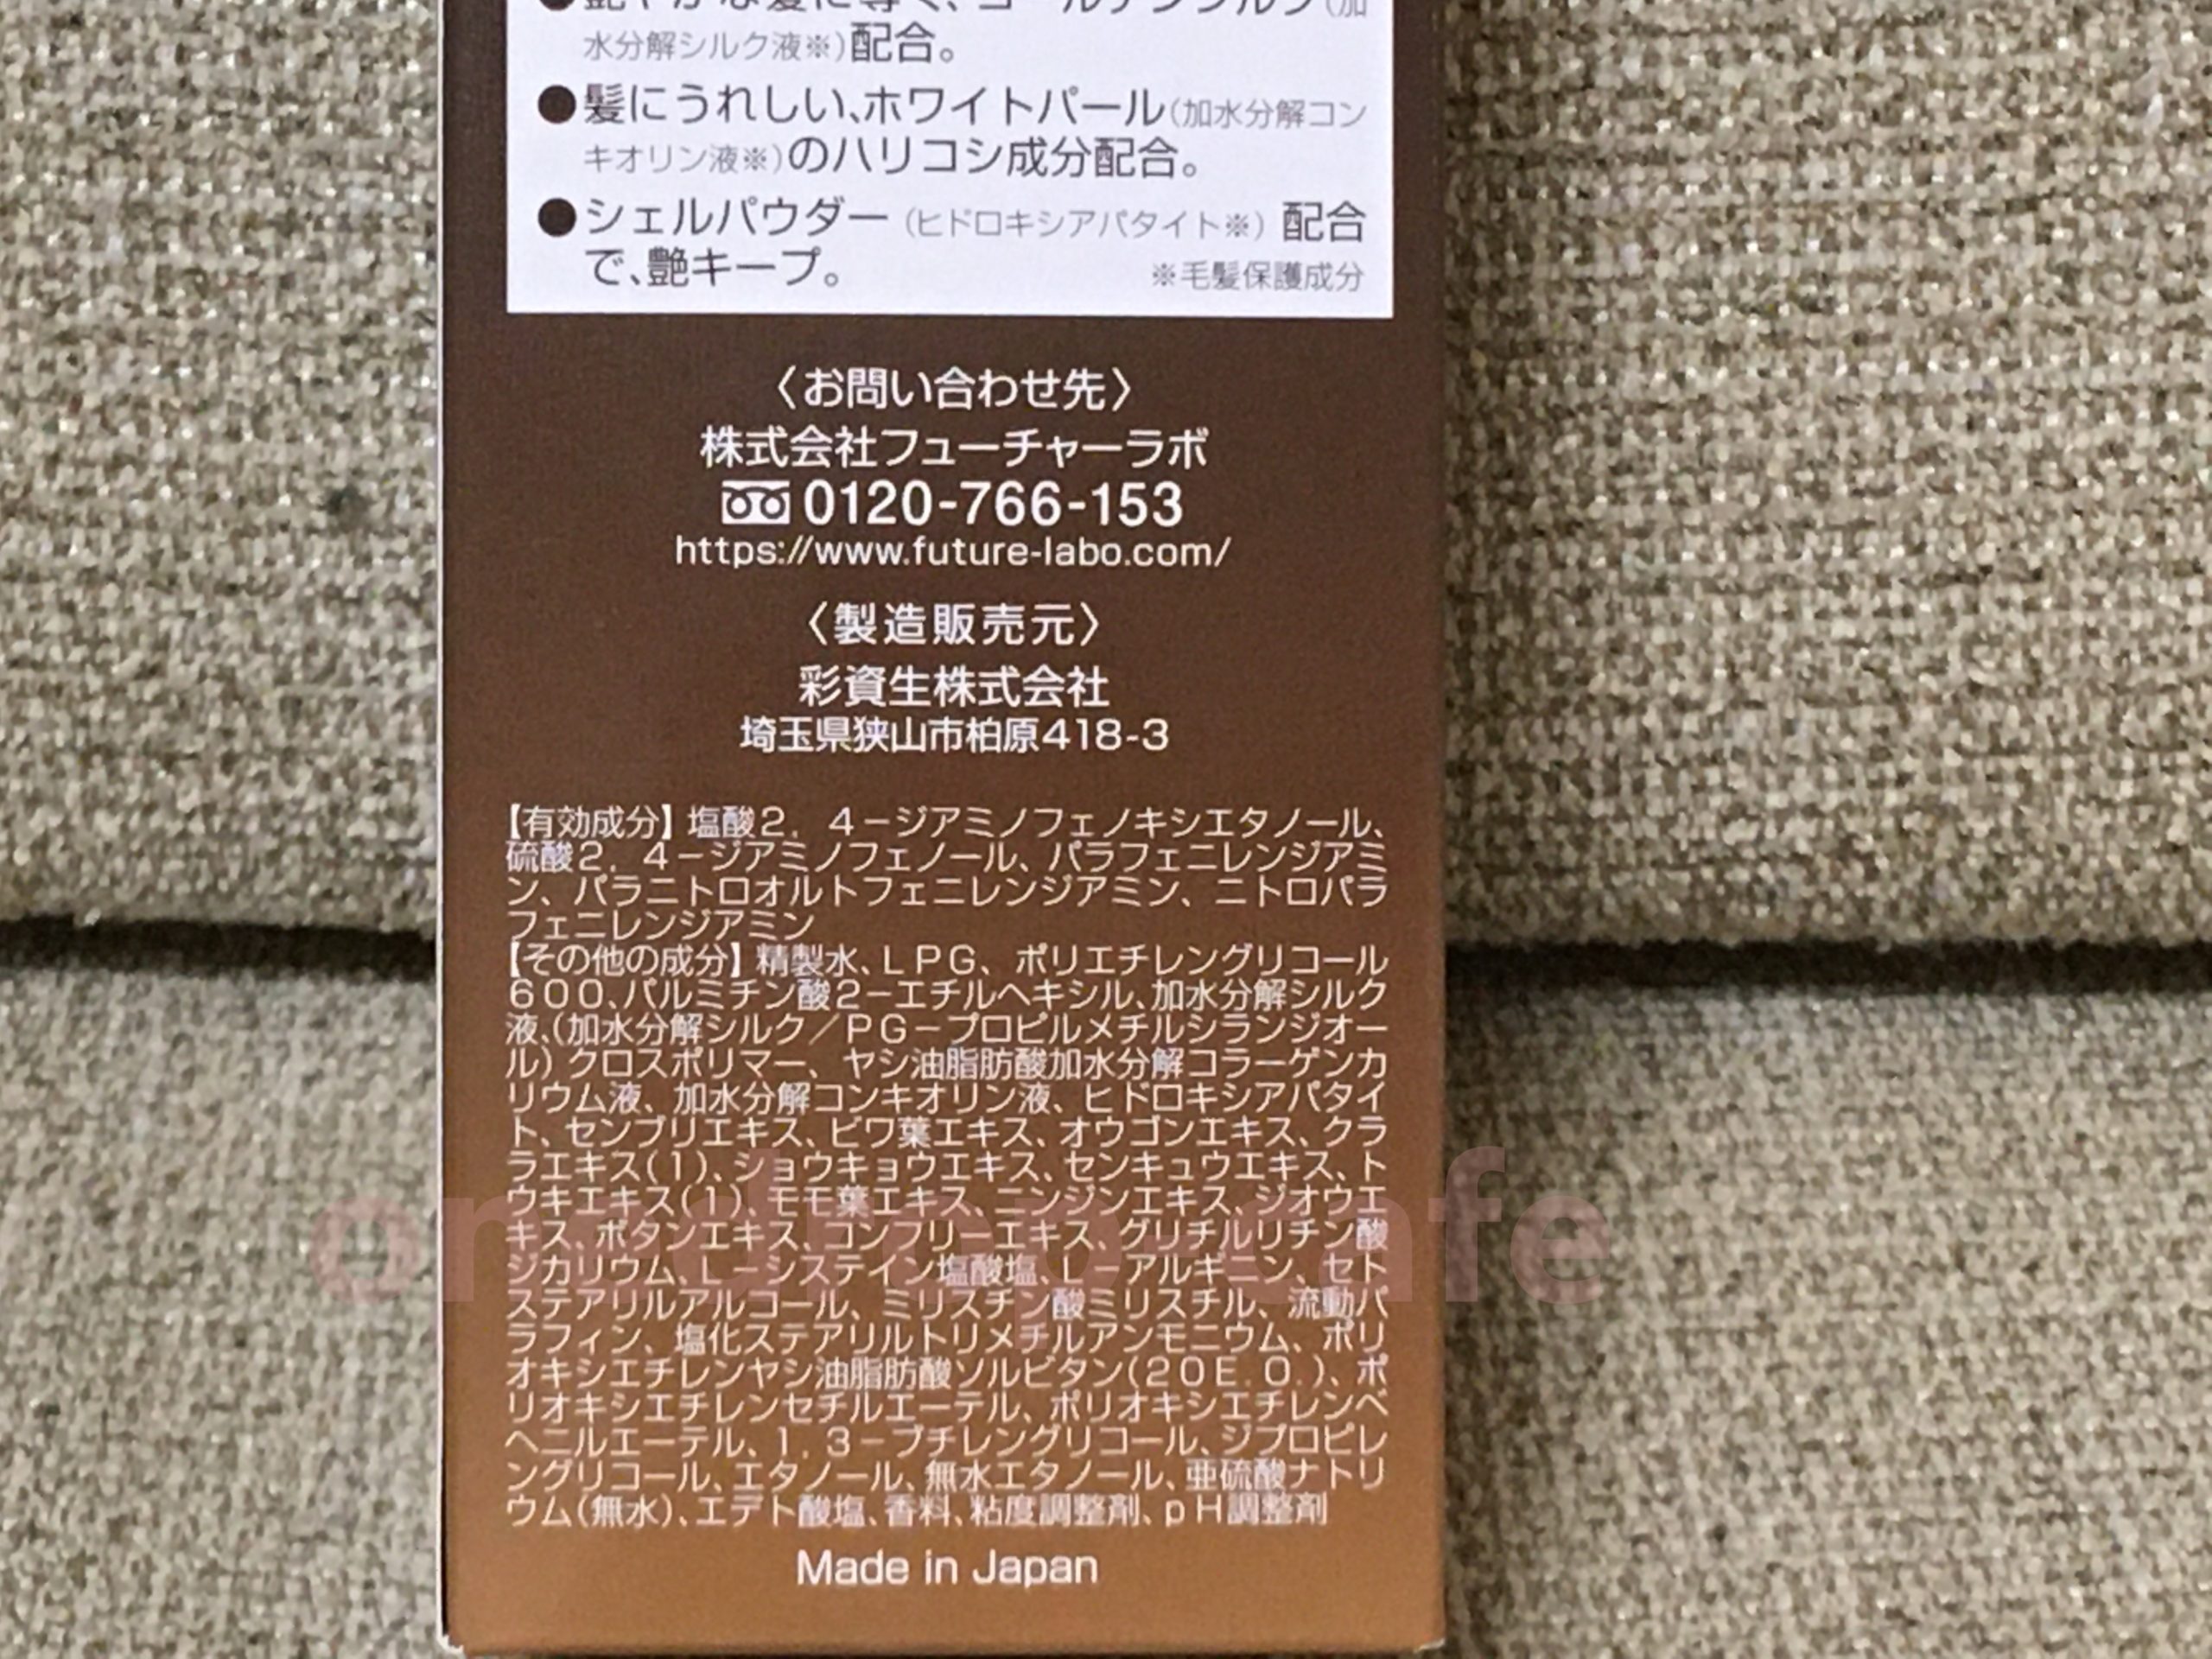 ●艶やかな髪に導く、ゴールデンシルク(加
水分解シルク液※)配合。
●髪にうれしい、ホワイトパール(加水分解コン
キオリン液※)のハリコシ成分配合。
●シェルパウダー(ヒドロキシアパタイト※)配合
で、艶キープ。 ※毛髪保護成分
〈お問い合わせ先〉
株式会社フューチャーラボ
0120-766-153
https://www.future-labo.com/
〈製造販売元〉
彩資生株式会社
埼玉県狭山市柏原418-3
【有効成分】塩酸2,4-ジアミノフェノキシエタノール、
硫酸2,4-ジアミノフェノール、パラフェニレンジアミ
ン、パラニトロオルトフェニレンジアミン、ニトロパラ
フェニレンジアミン
【その他の成分】精製水、LPG、ポリエチレングリコール
600、パルミチン酸2-エチルヘキシル、加水分解シルク
液、(加水分解シルク/PG-プロピルメチルシランジオー
ル)クロスポリマー、ヤシ油脂肪酸加水分解コラーゲンカ
リウム液、加水分解コンキオリン液、ヒドロキシアパタイ
ト、センブリエキス、ビワ葉エキス、オウゴンエキス、クラ
ラエキス(1)、ショウキョウエキス、センキュウエキス、ト
ウキエキス(1)、モモ葉エキス、ニンジンエキス、ジオウエ
キス、ボタンエキス、コンフリーエキス、グリチルリチン酸
ジカリウム、L-システイン塩酸塩、L-アルギニン、セト
ステアリルアルコール、ミリスチン酸ミリスチル、流動パ
ラフィン、塩化ステアリルトリメチルアンモニウム、ポリ
オキシエチレンヤシ油脂肪酸ソルビタン(20E.O.)、ポ
リオキシエチレンセチルエーテル、ポリオキシエチレンベ
ヘニルエーテル、1,3-ブチレングリコール、ジプロピレ
ングリコール、エタノール、無水エタノール、亜硫酸ナトリ
ウム(無水)、エデト酸塩、香料、粘度調整剤、pH調整剤
Made in Japan